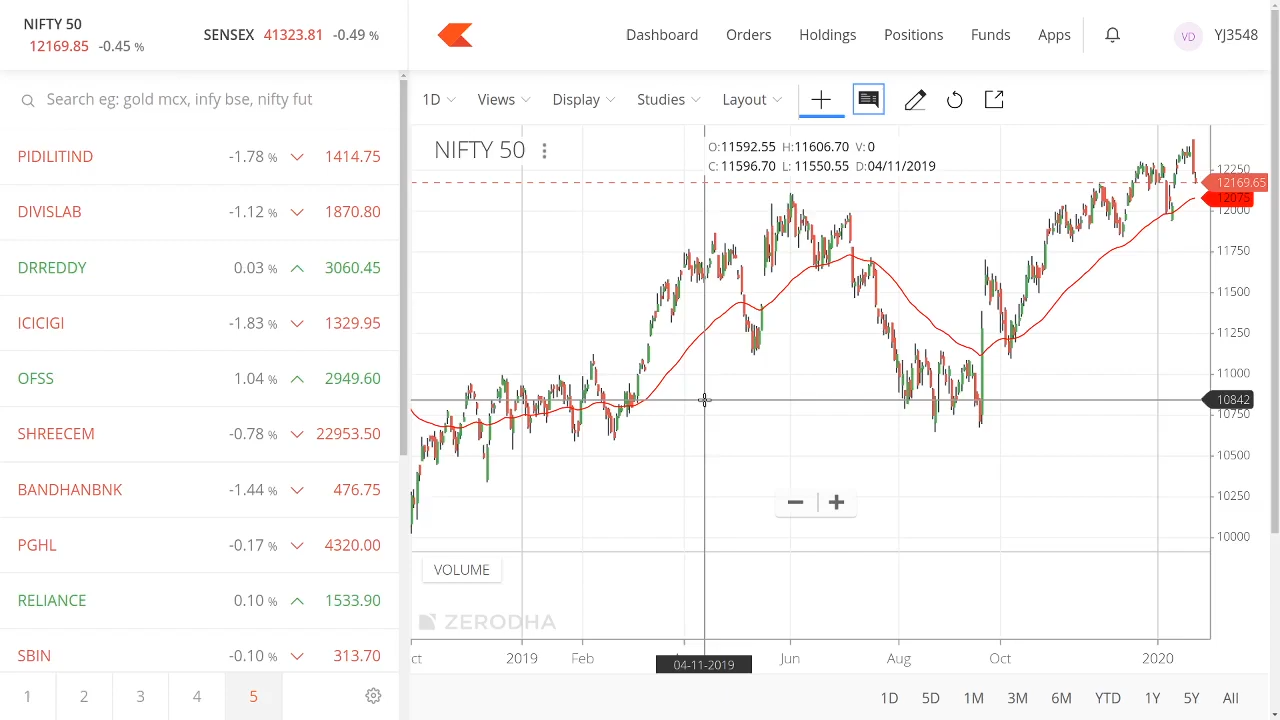 NIFTY 50
12169.85 -0.45 %
SENSEX 41323.81 -0.49 %
Dashboard Orders Holdings Positions Funds Apps VD YJ3548
Search eg: gold mcx, infy bse, nifty fut
PIDILITIND -1.78 % 1414.75
DIVISLAB -1.12 % 1870.80
DRREDDY 0.03 % 3060.45
ICICIGI -1.83 % 1329.95
OFSS 1.04 % 2949.60
SHREECEM -0.78 % 22953.50
BANDHANBNK -1.44 % 476.75
PGHL -0.17 % 4320.00
RELIANCE 0.10 % 1533.90
SBIN -0.10 % 313.70
1 2 3 4 5
1D Views Display Studies Layout
NIFTY 50
O:11592.55 H:11606.70 V:0
C:11596.70 L:11550.55 D:04/11/2019
12250
12169.65
12075
12000
11750
11500
11250
11000
10842
10750
10500
10250
10000
VOLUME
ZERODHA
ct 2019 Feb Jun Aug Oct 2020
04-11-2019
1D 5D 1M 3M 6M YTD 1Y 5Y All